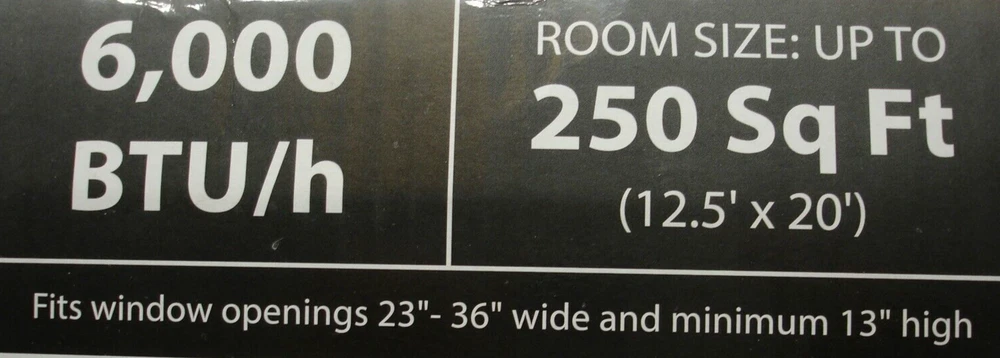 6,000
BTU/h
ROOM SIZE: UP TO
250 Sq Ft
(12.5' x 20')
Fits window openings 23"- 36" wide and minimum 13" high